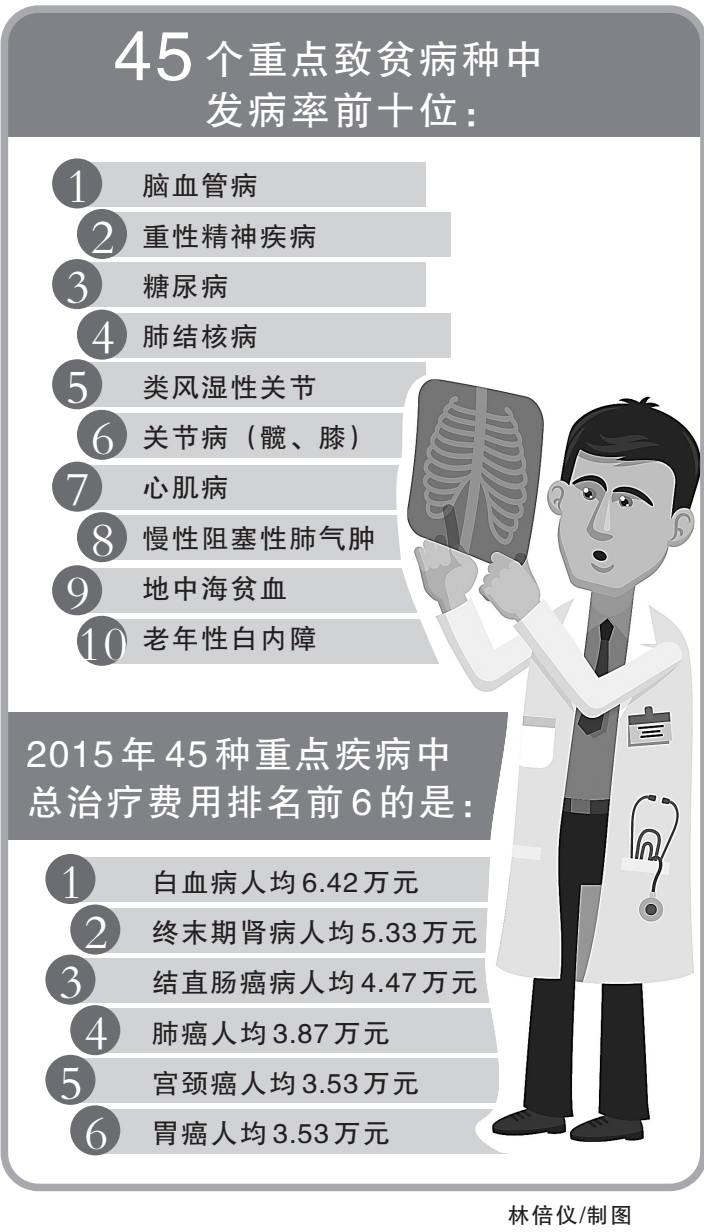 45个重点致贫病种中
发病率前十位：
1 脑血管病
2 重性精神疾病
3 糖尿病
4 肺结核病
5 类风湿性关节
6 关节病（髋、膝）
7 心肌病
8 慢性阻塞性肺气肿
9 地中海贫血
10 老年性白内障
2015年45种重点疾病中
总治疗费用排名前6的是：
1 白血病人均6.42万元
2 终末期肾病人均5.33万元
3 结直肠癌病人均4.47万元
4 肺癌人均3.87万元
5 宫颈癌人均3.53万元
6 胃癌人均3.53万元
林倍仪/制图